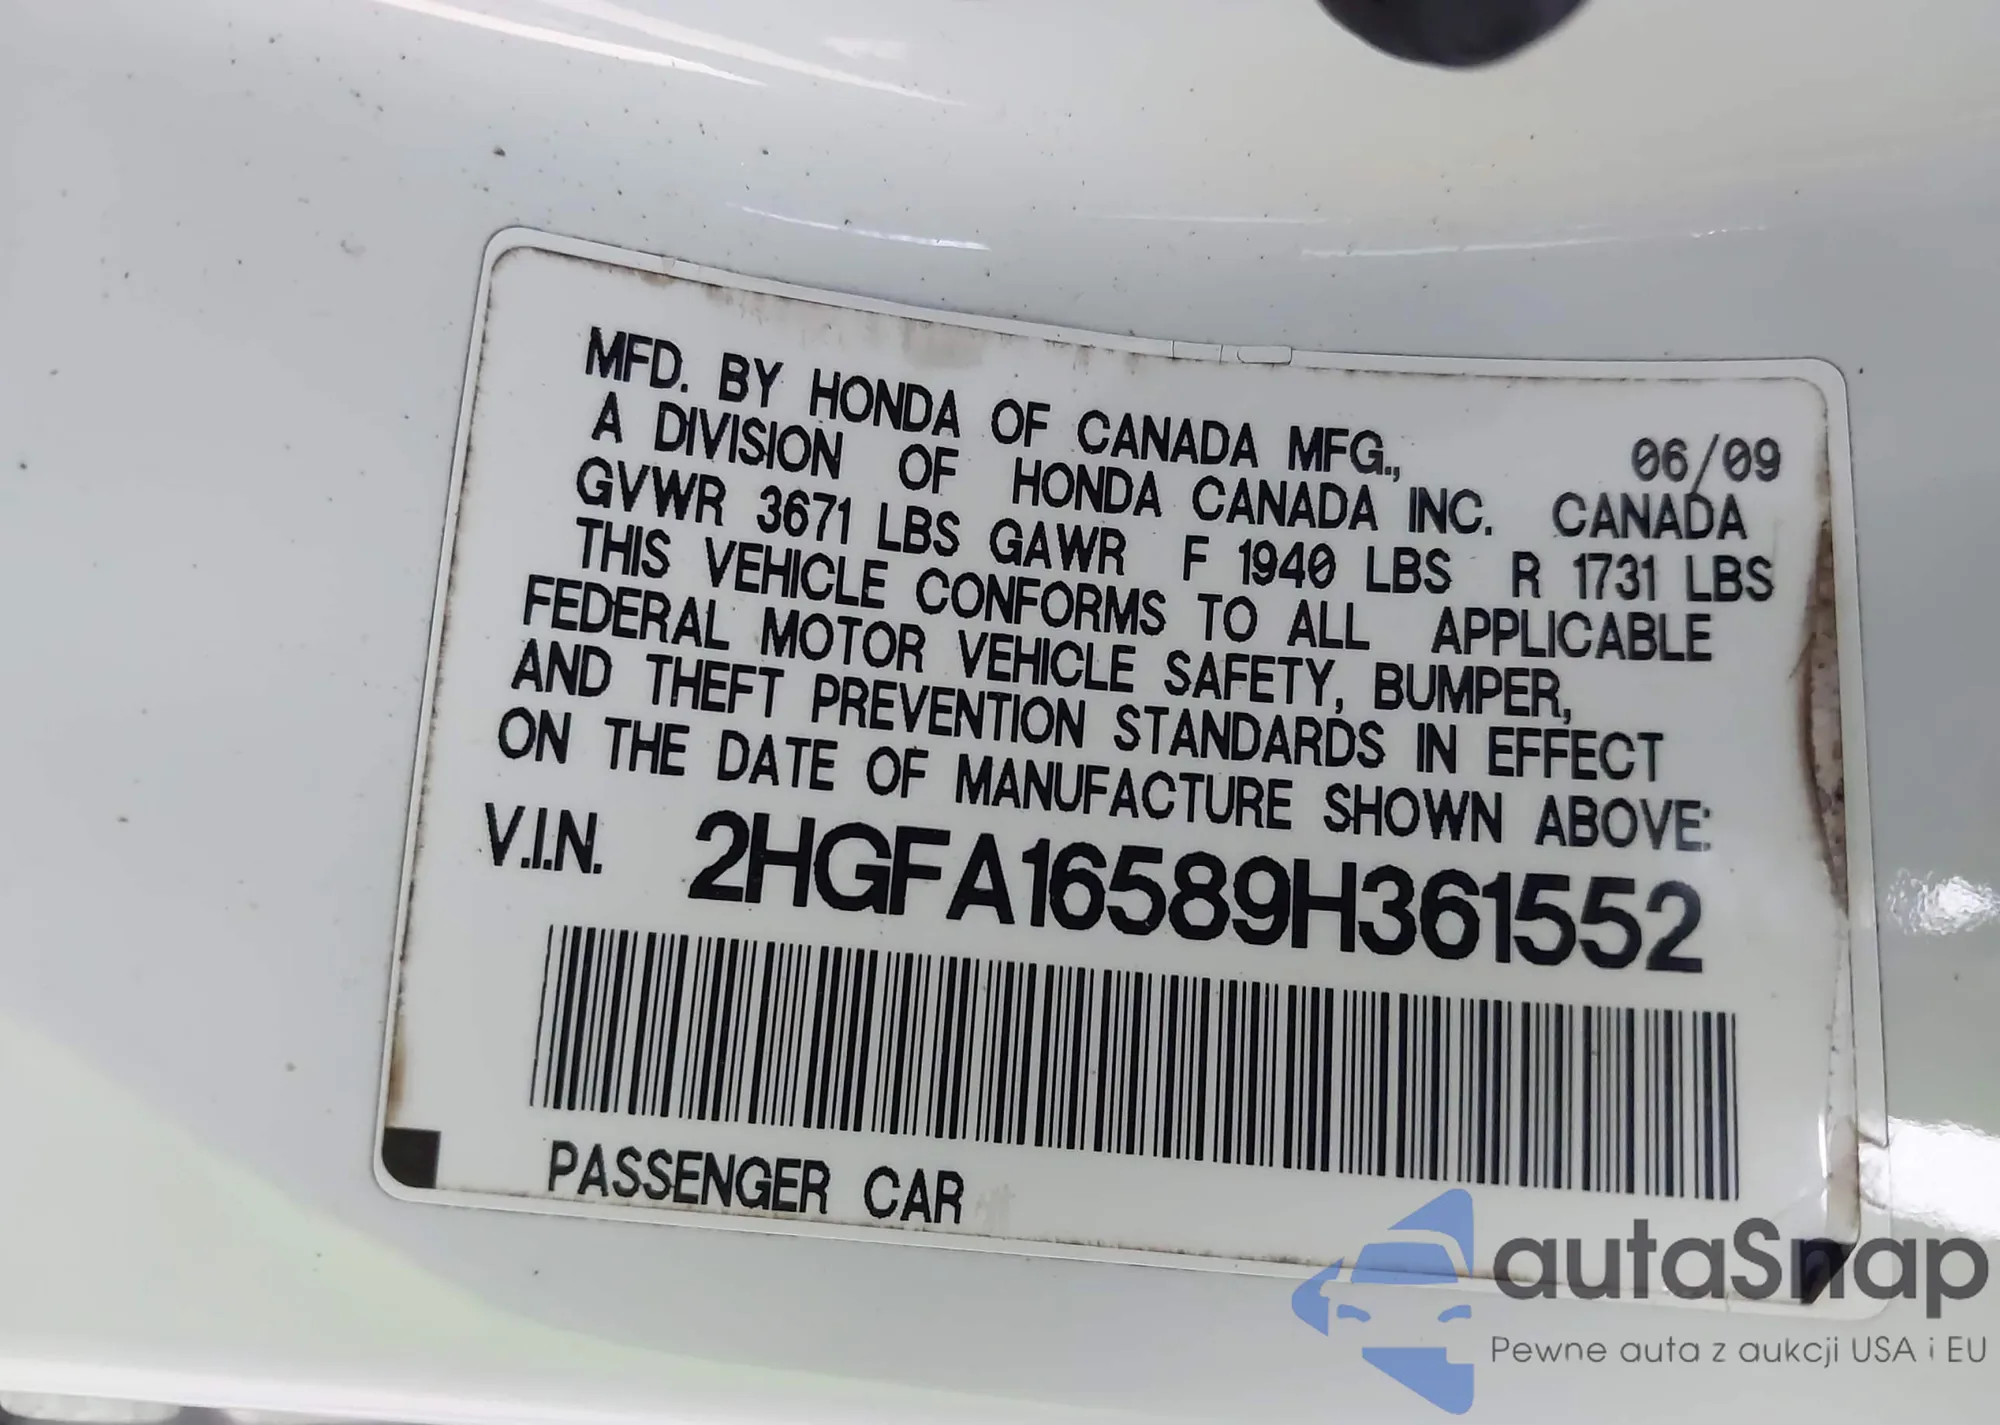 MFD. BY HONDA OF CANADA MFG., 06/09
A DIVISION OF HONDA CANADA INC. CANADA
GVWR 3671 LBS GAWR F 1940 LBS R 1731 LBS
THIS VEHICLE CONFORMS TO ALL APPLICABLE
FEDERAL MOTOR VEHICLE SAFETY, BUMPER,
AND THEFT PREVENTION STANDARDS IN EFFECT
ON THE DATE OF MANUFACTURE SHOWN ABOVE:
V.I.N. 2HGFA16589H361552
PASSENGER CAR
autaSnap
Pewne auta z aukcji USA i EU